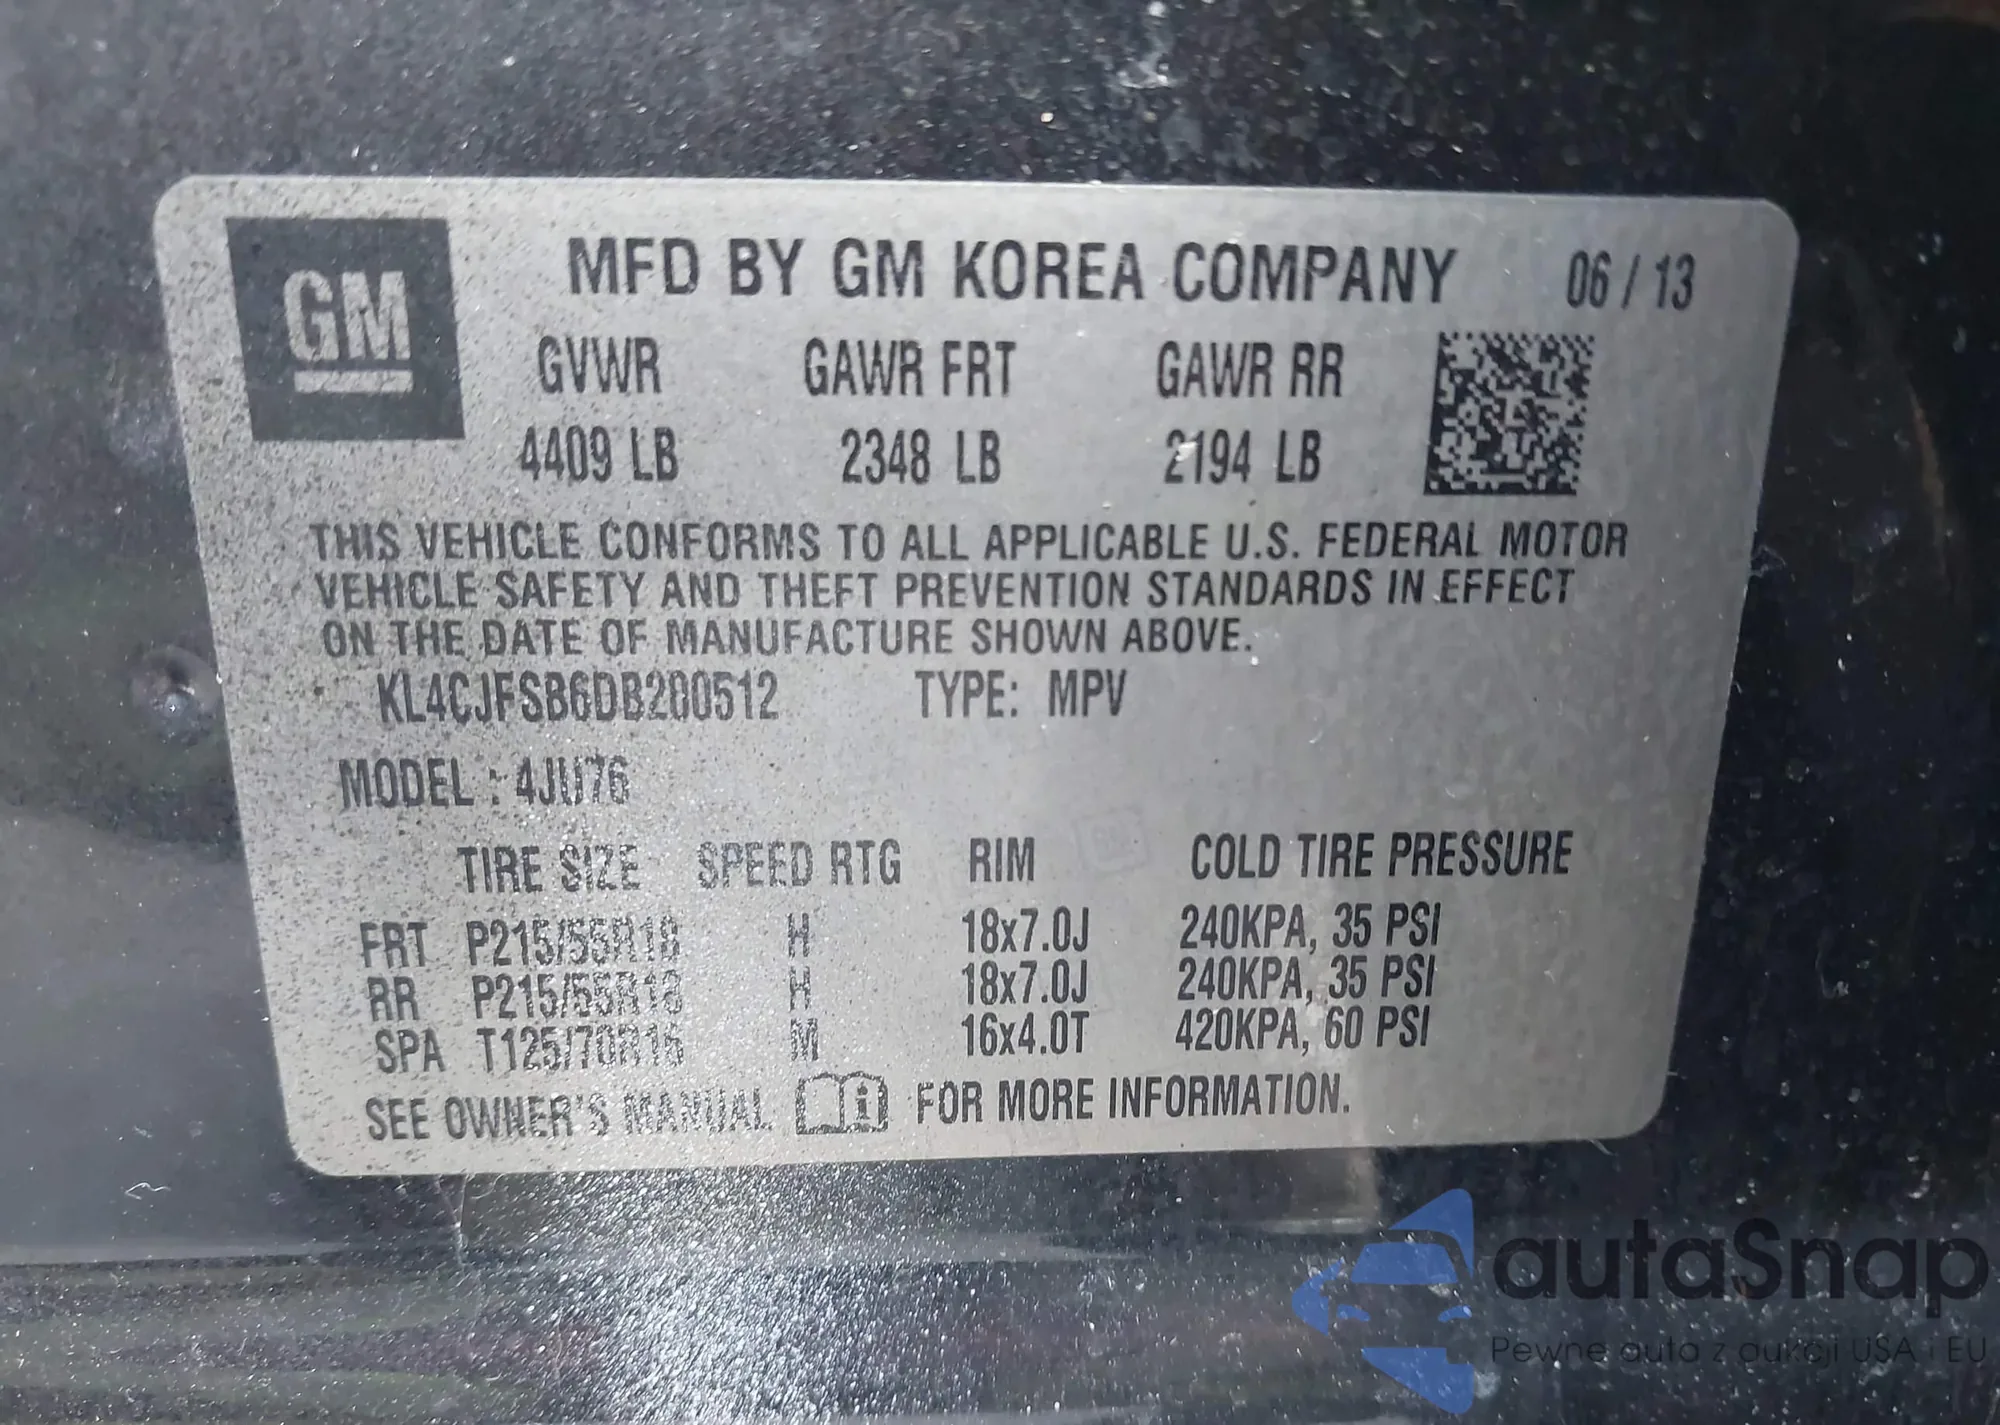 GM
MFD BY GM KOREA COMPANY 06 / 13
GVWR GAWR FRT GAWR RR
4409 LB 2348 LB 2194 LB
THIS VEHICLE CONFORMS TO ALL APPLICABLE U.S. FEDERAL MOTOR
VEHICLE SAFETY AND THEFT PREVENTION STANDARDS IN EFFECT
ON THE DATE OF MANUFACTURE SHOWN ABOVE.
KL4CJFSB6DB200512 TYPE: MPV
MODEL : 4JU76
TIRE SIZE SPEED RTG RIM COLD TIRE PRESSURE
FRT P215/55R18 H 18x7.0J 240KPA, 35 PSI
RR P215/55R18 H 18x7.0J 240KPA, 35 PSI
SPA T125/70R16 M 16x4.0T 420KPA, 60 PSI
SEE OWNER'S MANUAL i FOR MORE INFORMATION.
autaSnap
Pewne auta z aukcji USA i EU